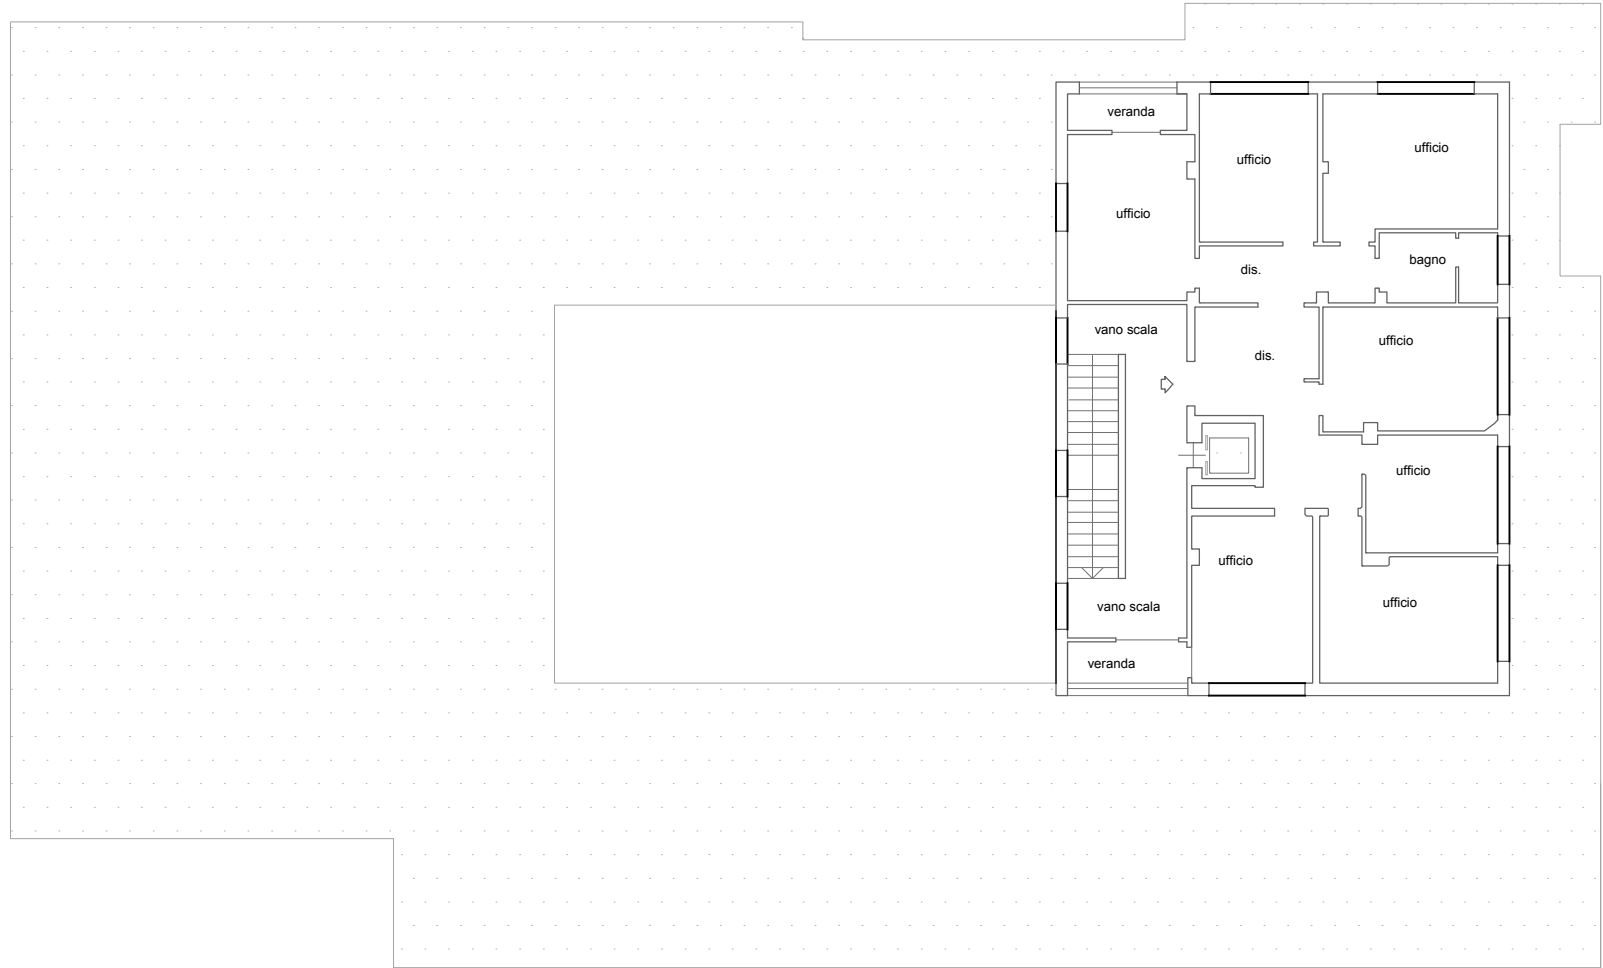 veranda
ufficio
ufficio
ufficio
dis.
bagno
vano scala
dis.
ufficio
ufficio
ufficio
vano scala
ufficio
veranda